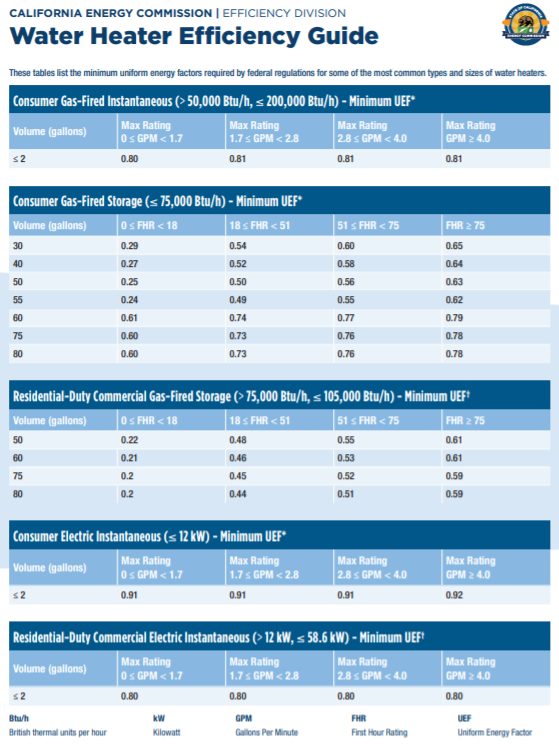 CALIFORNIA ENERGY COMMISSION | EFFICIENCY DIVISION
Water Heater Efficiency Guide
These tables list the minimum uniform energy factors required by federal regulations for some of the most common types and sizes of water heaters.
Consumer Gas-Fired Instantaneous (> 50,000 Btu/h, ≤ 200,000 Btu/h) - Minimum UEF*
Volume (gallons) Max Rating 0 ≤ GPM < 1.7 Max Rating 1.7 ≤ GPM < 2.8 Max Rating 2.8 ≤ GPM < 4.0 Max Rating GPM ≥ 4.0
≤ 2 0.80 0.81 0.81 0.81
Consumer Gas-Fired Storage (≤ 75,000 Btu/h) - Minimum UEF*
Volume (gallons) 0 ≤ FHR < 18 18 ≤ FHR < 51 51 ≤ FHR < 75 FHR ≥ 75
30 0.29 0.54 0.60 0.65
40 0.27 0.52 0.58 0.64
50 0.25 0.50 0.56 0.63
55 0.24 0.49 0.55 0.62
60 0.61 0.74 0.77 0.79
75 0.60 0.73 0.76 0.78
80 0.60 0.73 0.76 0.78
Residential-Duty Commercial Gas-Fired Storage (> 75,000 Btu/h, ≤ 105,000 Btu/h) - Minimum UEF†
Volume (gallons) 0 ≤ FHR < 18 18 ≤ FHR < 51 51 ≤ FHR < 75 FHR ≥ 75
50 0.22 0.48 0.55 0.61
60 0.21 0.46 0.53 0.61
75 0.2 0.45 0.52 0.59
80 0.2 0.44 0.51 0.59
Consumer Electric Instantaneous (≤ 12 kW) - Minimum UEF*
Volume (gallons) Max Rating 0 ≤ GPM < 1.7 Max Rating 1.7 ≤ GPM < 2.8 Max Rating 2.8 ≤ GPM < 4.0 Max Rating GPM ≥ 4.0
≤ 2 0.91 0.91 0.91 0.92
Residential-Duty Commercial Electric Instantaneous (> 12 kW, ≤ 58.6 kW) - Minimum UEF†
Volume (gallons) Max Rating 0 ≤ GPM < 1.7 Max Rating 1.7 ≤ GPM < 2.8 Max Rating 2.8 ≤ GPM < 4.0 Max Rating GPM ≥ 4.0
≤ 2 0.80 0.80 0.80 0.80
Btu/h kW GPM FHR UEF
British thermal units per hour Kilowatt Gallons Per Minute First Hour Rating Uniform Energy Factor